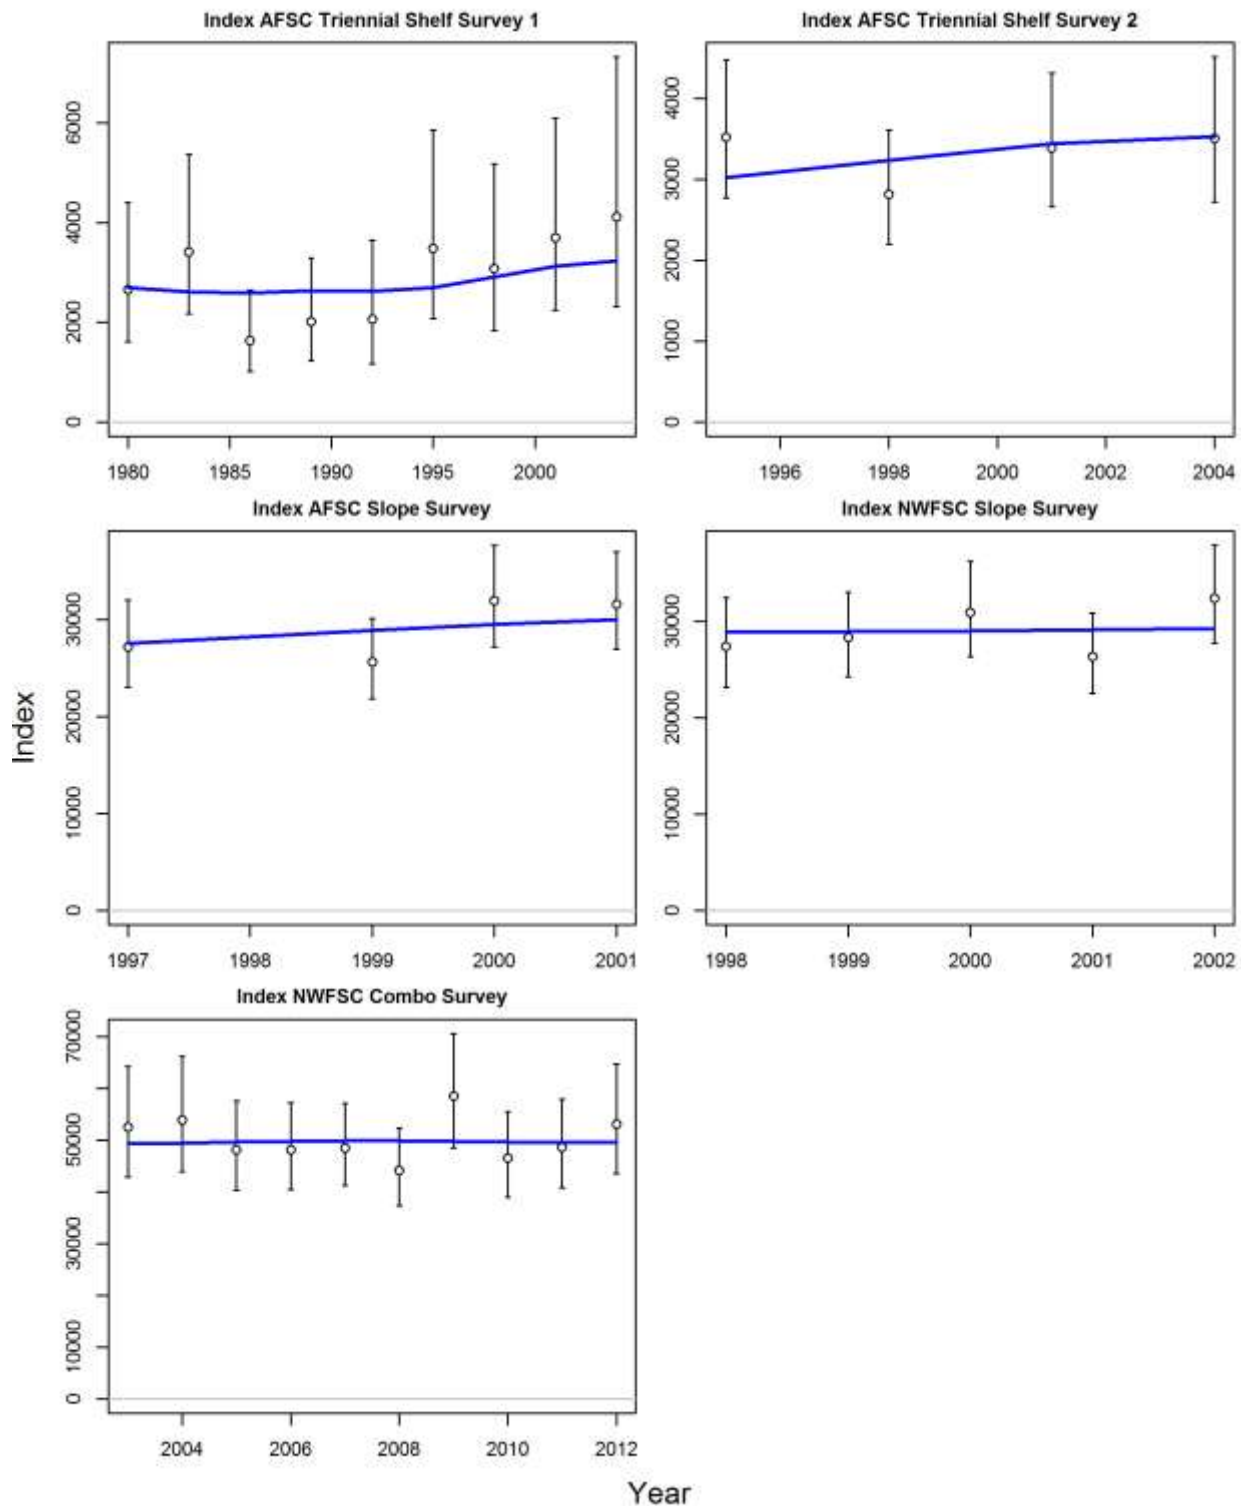 Index AFSC Triennial Shelf Survey 1
6000
4000
2000
0
1980 1985 1990 1995 2000
Index AFSC Triennial Shelf Survey 2
4000
3000
2000
1000
0
1996 1998 2000 2002 2004
Index AFSC Slope Survey
30000
20000
10000
0
1997 1998 1999 2000 2001
Index NWFSC Slope Survey
30000
20000
10000
0
1998 1999 2000 2001 2002
Index NWFSC Combo Survey
70000
50000
30000
10000
0
2004 2006 2008 2010 2012
Index
Year